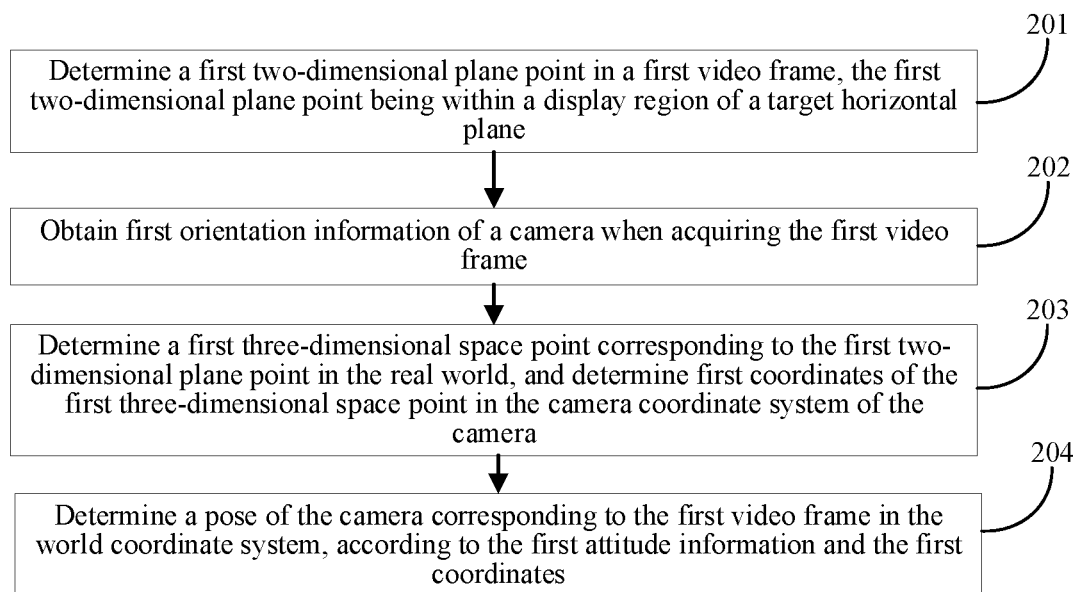 201
Determine a first two-dimensional plane point in a first video frame, the first
two-dimensional plane point being within a display region of a target horizontal
plane
202
Obtain first orientation information of a camera when acquiring the first video
frame
203
Determine a first three-dimensional space point corresponding to the first two-
dimensional plane point in the real world, and determine first coordinates of the
first three-dimensional space point in the camera coordinate system of the
camera
204
Determine a pose of the camera corresponding to the first video frame in the
world coordinate system, according to the first attitude information and the first
coordinates